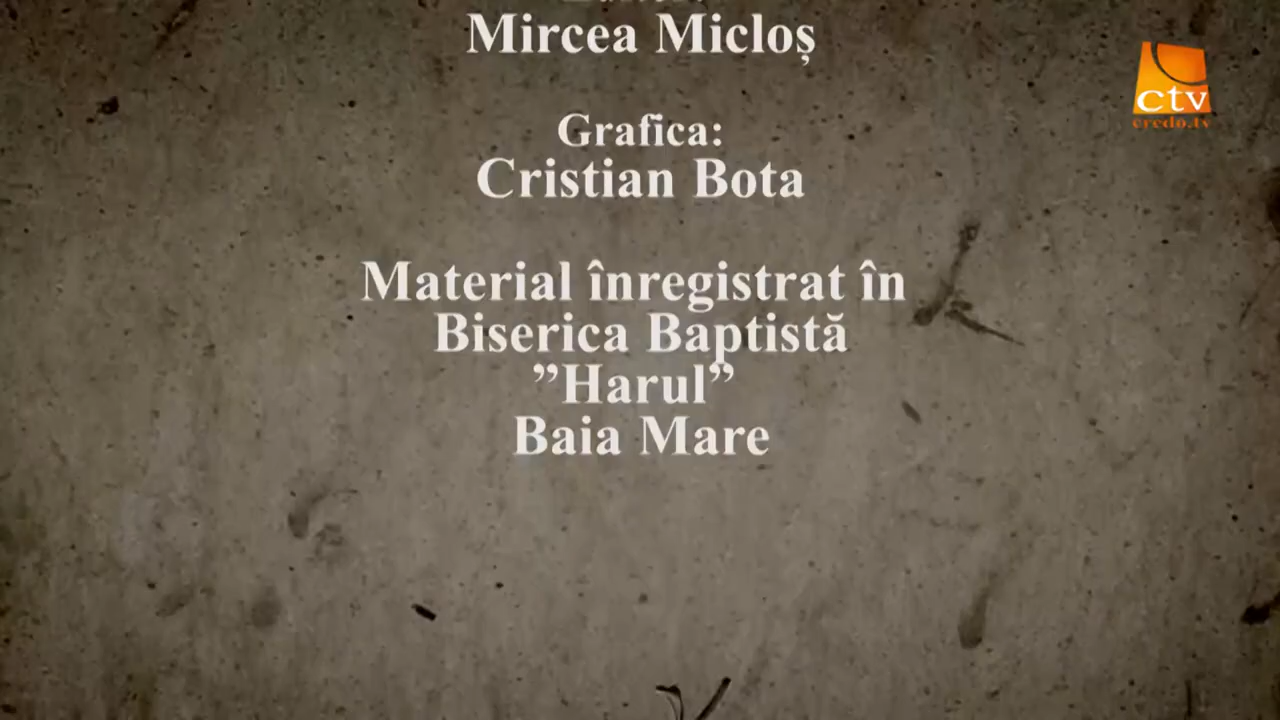 Mircea Micloș
Grafica:
Cristian Bota
Material înregistrat în
Biserica Baptistă
”Harul”
Baia Mare
ctv
credo.tv